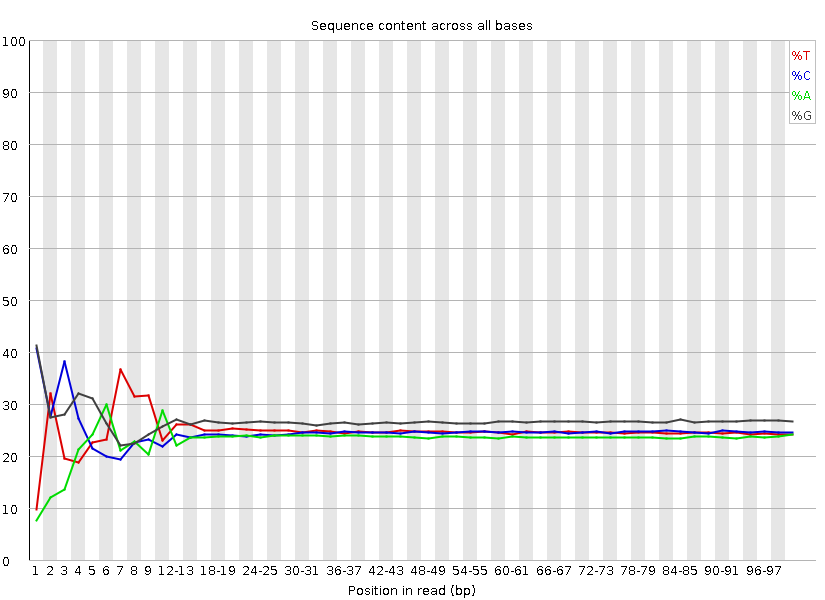 Sequence content across all bases
100
90
80
70
60
50
40
30
20
10
0
%T
%C
%A
%G
1 2 3 4 5 6 7 8 9 12-13 18-19 24-25 30-31 36-37 42-43 48-49 54-55 60-61 66-67 72-73 78-79 84-85 90-91 96-97
Position in read (bp)